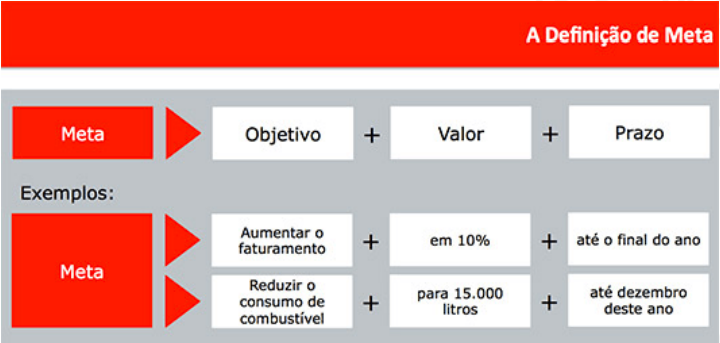 A Definição de Meta
Meta Objetivo + Valor + Prazo
Exemplos:
Meta
Aumentar o
faturamento
+
em 10%
+
até o final do ano
Reduzir o
consumo de
combustível
+
para 15.000
litros
+
até dezembro
deste ano